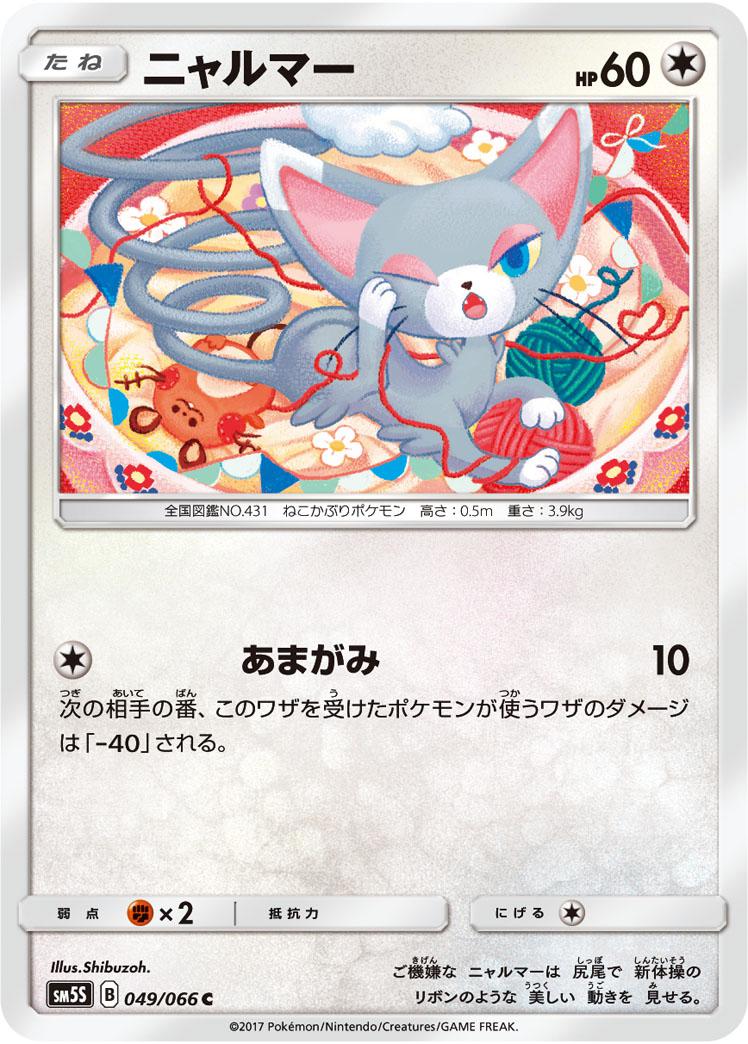 たね ニャルマー HP60
全国図鑑NO.431 ねこかぶりポケモン 高さ：0.5m 重さ：3.9kg
あまがみ 10
次の相手の番、このワザを受けたポケモンが使うワザのダメージ
は「-40」される。
弱点 ×2 抵抗力 にげる
Illus.Shibuzoh.
SM5S B 049/066 C
ご機嫌な ニャルマーは 尻尾で 新体操の
リボンのような 美しい 動きを 見せる。
©2017 Pokémon/Nintendo/Creatures/GAME FREAK.